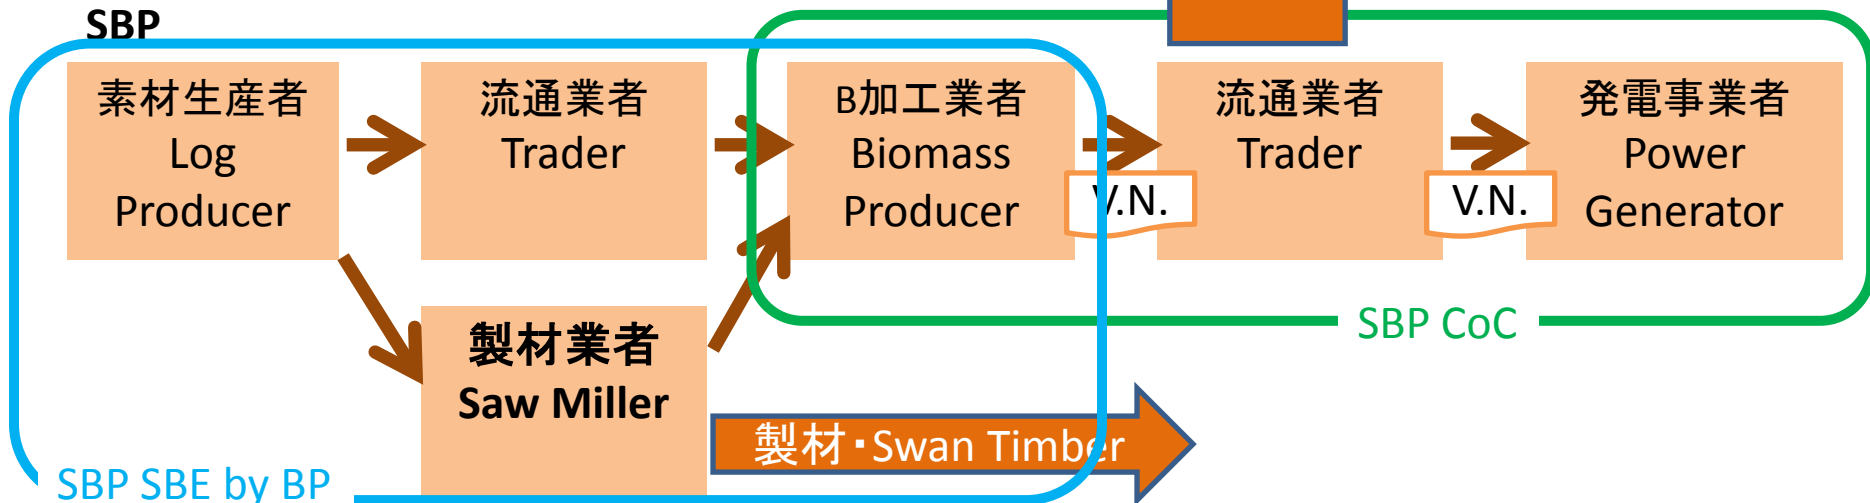 SBP
素材生産者
Log
Producer
流通業者
Trader
B加工業者
Biomass
Producer
V.N.
流通業者
Trader
V.N.
発電事業者
Power
Generator
製材業者
Saw Miller
製材・Swan Timber
SBP CoC
SBP SBE by BP